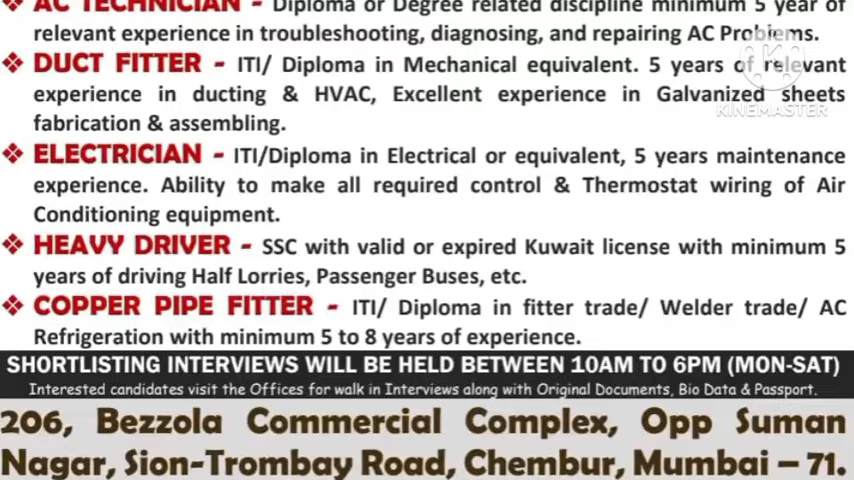 ❖ AC TECHNICIAN - Diploma or Degree related discipline minimum 5 year of
relevant experience in troubleshooting, diagnosing, and repairing AC Problems.
❖ DUCT FITTER - ITI/ Diploma in Mechanical equivalent. 5 years of relevant
experience in ducting & HVAC, Excellent experience in Galvanized sheets
KINEMASTER
fabrication & assembling.
❖ ELECTRICIAN - ITI/Diploma in Electrical or equivalent, 5 years maintenance
experience. Ability to make all required control & Thermostat wiring of Air
Conditioning equipment.
❖ HEAVY DRIVER - SSC with valid or expired Kuwait license with minimum 5
years of driving Half Lorries, Passenger Buses, etc.
❖ COPPER PIPE FITTER - ITI/ Diploma in fitter trade/ Welder trade/ AC
Refrigeration with minimum 5 to 8 years of experience.
SHORTLISTING INTERVIEWS WILL BE HELD BETWEEN 10AM TO 6PM (MON-SAT)
Interested candidates visit the Offices for walk in Interviews along with Original Documents, Bio Data & Passport.
206, Bezzola Commercial Complex, Opp Suman
Nagar, Sion-Trombay Road, Chembur, Mumbai – 71.